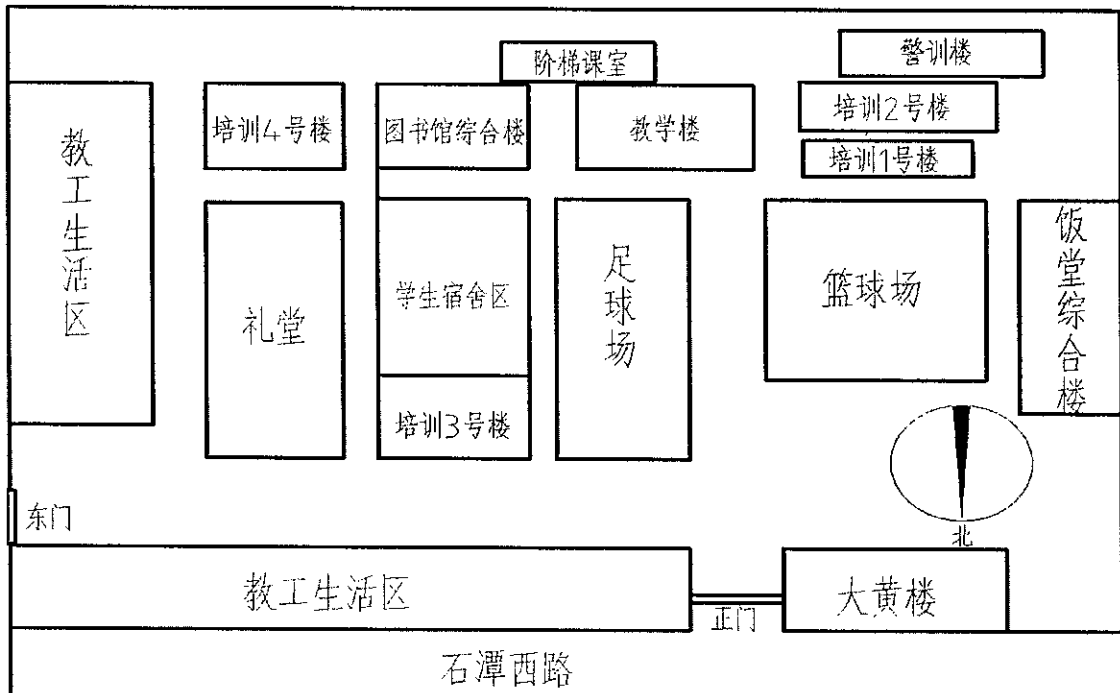 警训楼
阶梯课室
培训4号楼
图书馆综合楼
教学楼
培训2号楼
培训1号楼
教工生活区
礼堂
学生宿舍区
足球场
篮球场
饭堂综合楼
培训3号楼
东门
北
教工生活区
正门
大黄楼
石潭西路